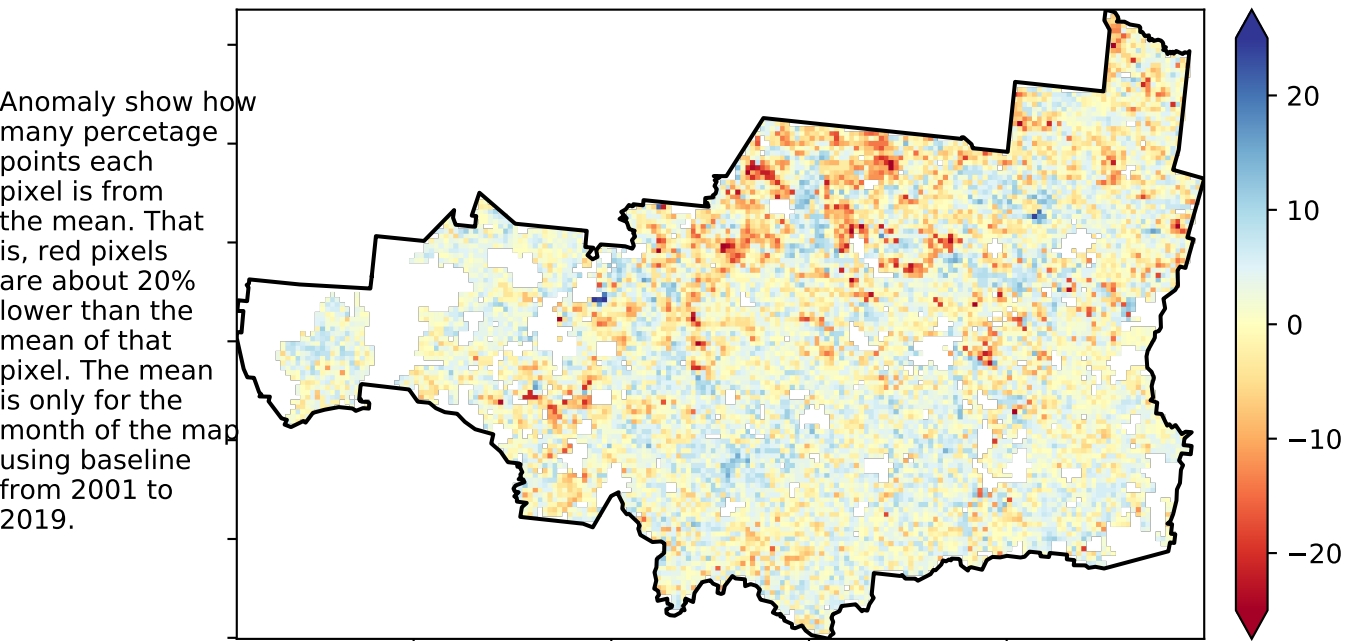 Anomaly show how
many percetage
points each
pixel is from
the mean. That
is, red pixels
are about 20%
lower than the
mean of that
pixel. The mean
is only for the
month of the map
using baseline
from 2001 to
2019.
20
10
0
−10
−20